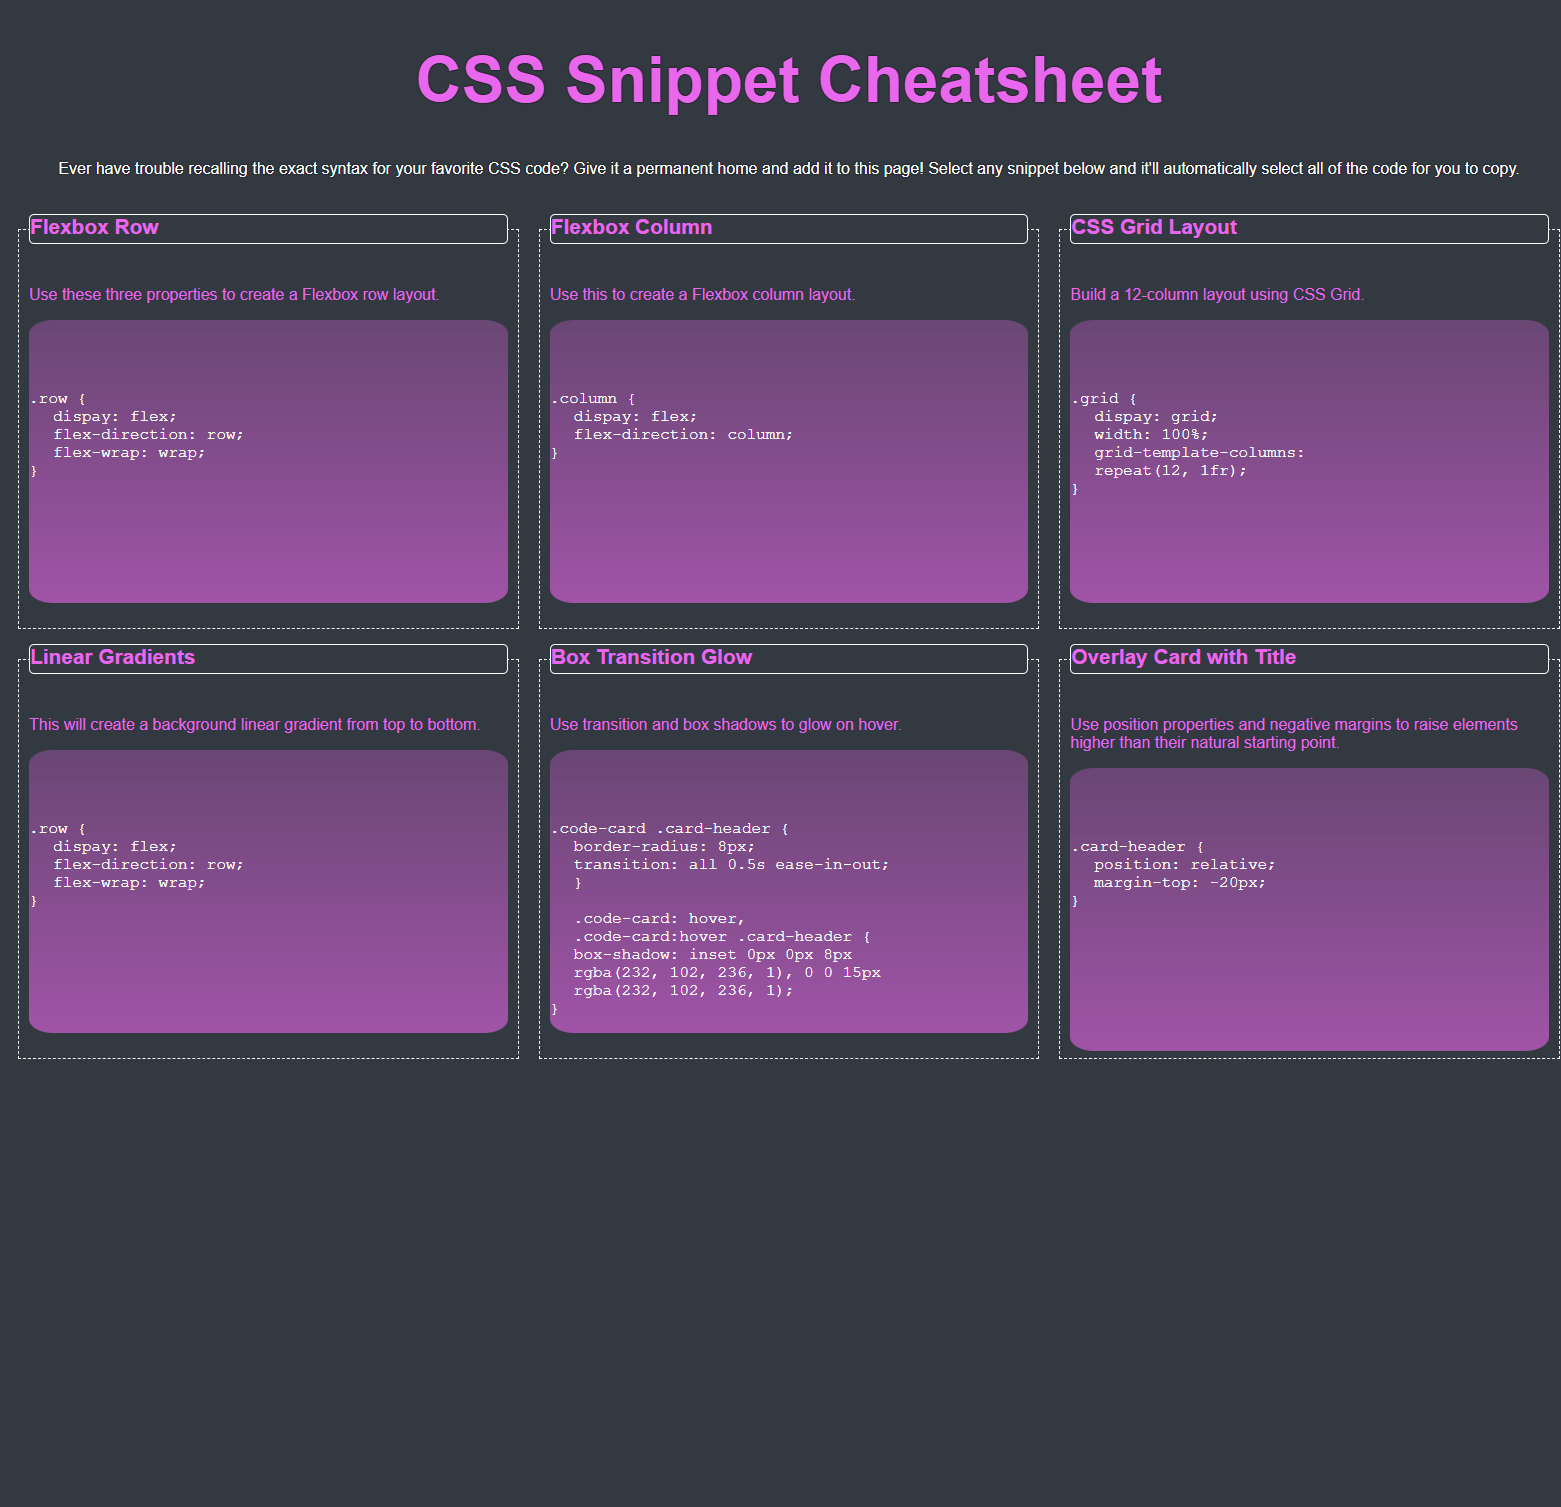 CSS Snippet Cheatsheet
Ever have trouble recalling the exact syntax for your favorite CSS code? Give it a permanent home and add it to this page! Select any snippet below and it'll automatically select all of the code for you to copy.
Flexbox Row
Use these three properties to create a Flexbox row layout.
.row {
dispay: flex;
flex-direction: row;
flex-wrap: wrap;
}
Flexbox Column
Use this to create a Flexbox column layout.
.column {
dispay: flex;
flex-direction: column;
}
CSS Grid Layout
Build a 12-column layout using CSS Grid.
.grid {
dispay: grid;
width: 100%;
grid-template-columns:
repeat(12, 1fr);
}
Linear Gradients
This will create a background linear gradient from top to bottom.
.row {
dispay: flex;
flex-direction: row;
flex-wrap: wrap;
}
Box Transition Glow
Use transition and box shadows to glow on hover.
.code-card .card-header {
border-radius: 8px;
transition: all 0.5s ease-in-out;
}
.code-card: hover,
.code-card:hover .card-header {
box-shadow: inset 0px 0px 8px
rgba(232, 102, 236, 1), 0 0 15px
rgba(232, 102, 236, 1);
}
Overlay Card with Title
Use position properties and negative margins to raise elements
higher than their natural starting point.
.card-header {
position: relative;
margin-top: -20px;
}